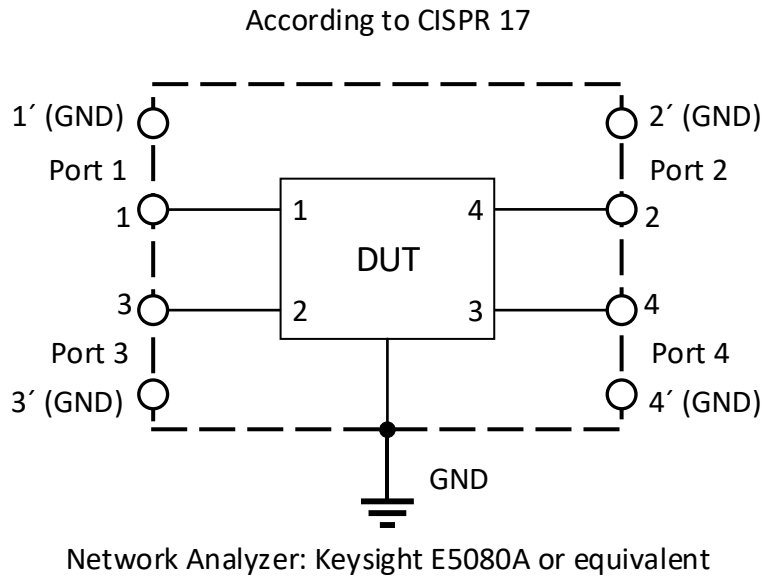 According to CISPR 17
1´ (GND)
2´ (GND)
Port 1
Port 2
1
1
4
2
DUT
3
2
3
4
Port 3
Port 4
3´ (GND)
4´ (GND)
GND
Network Analyzer: Keysight E5080A or equivalent